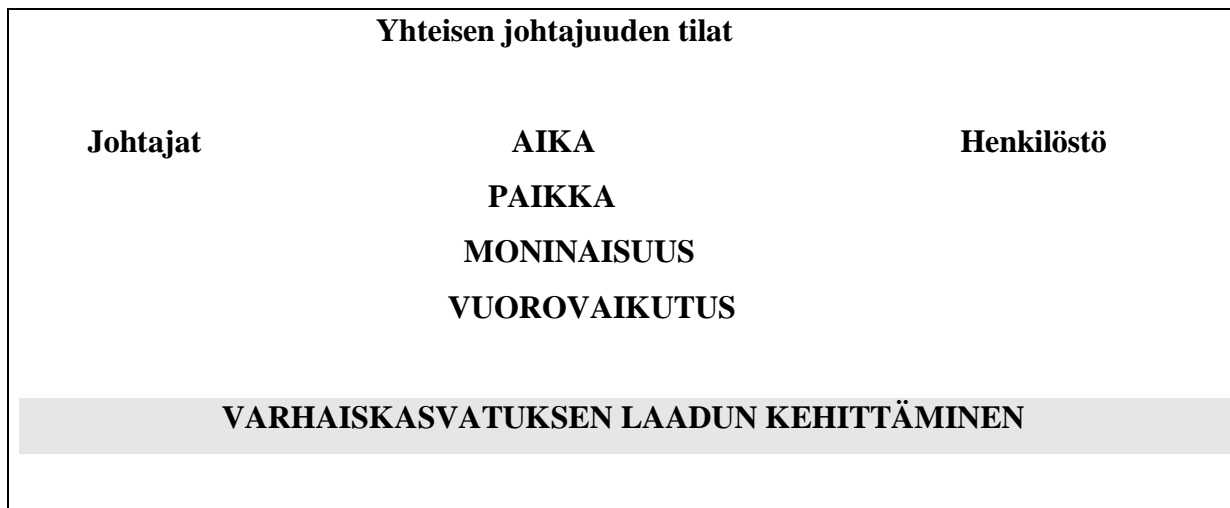 Yhteisen johtajuuden tilat
Johtajat AIKA Henkilöstö
PAIKKA
MONINAISUUS
VUOROVAIKUTUS
VARHAISKASVATUKSEN LAADUN KEHITTÄMINEN